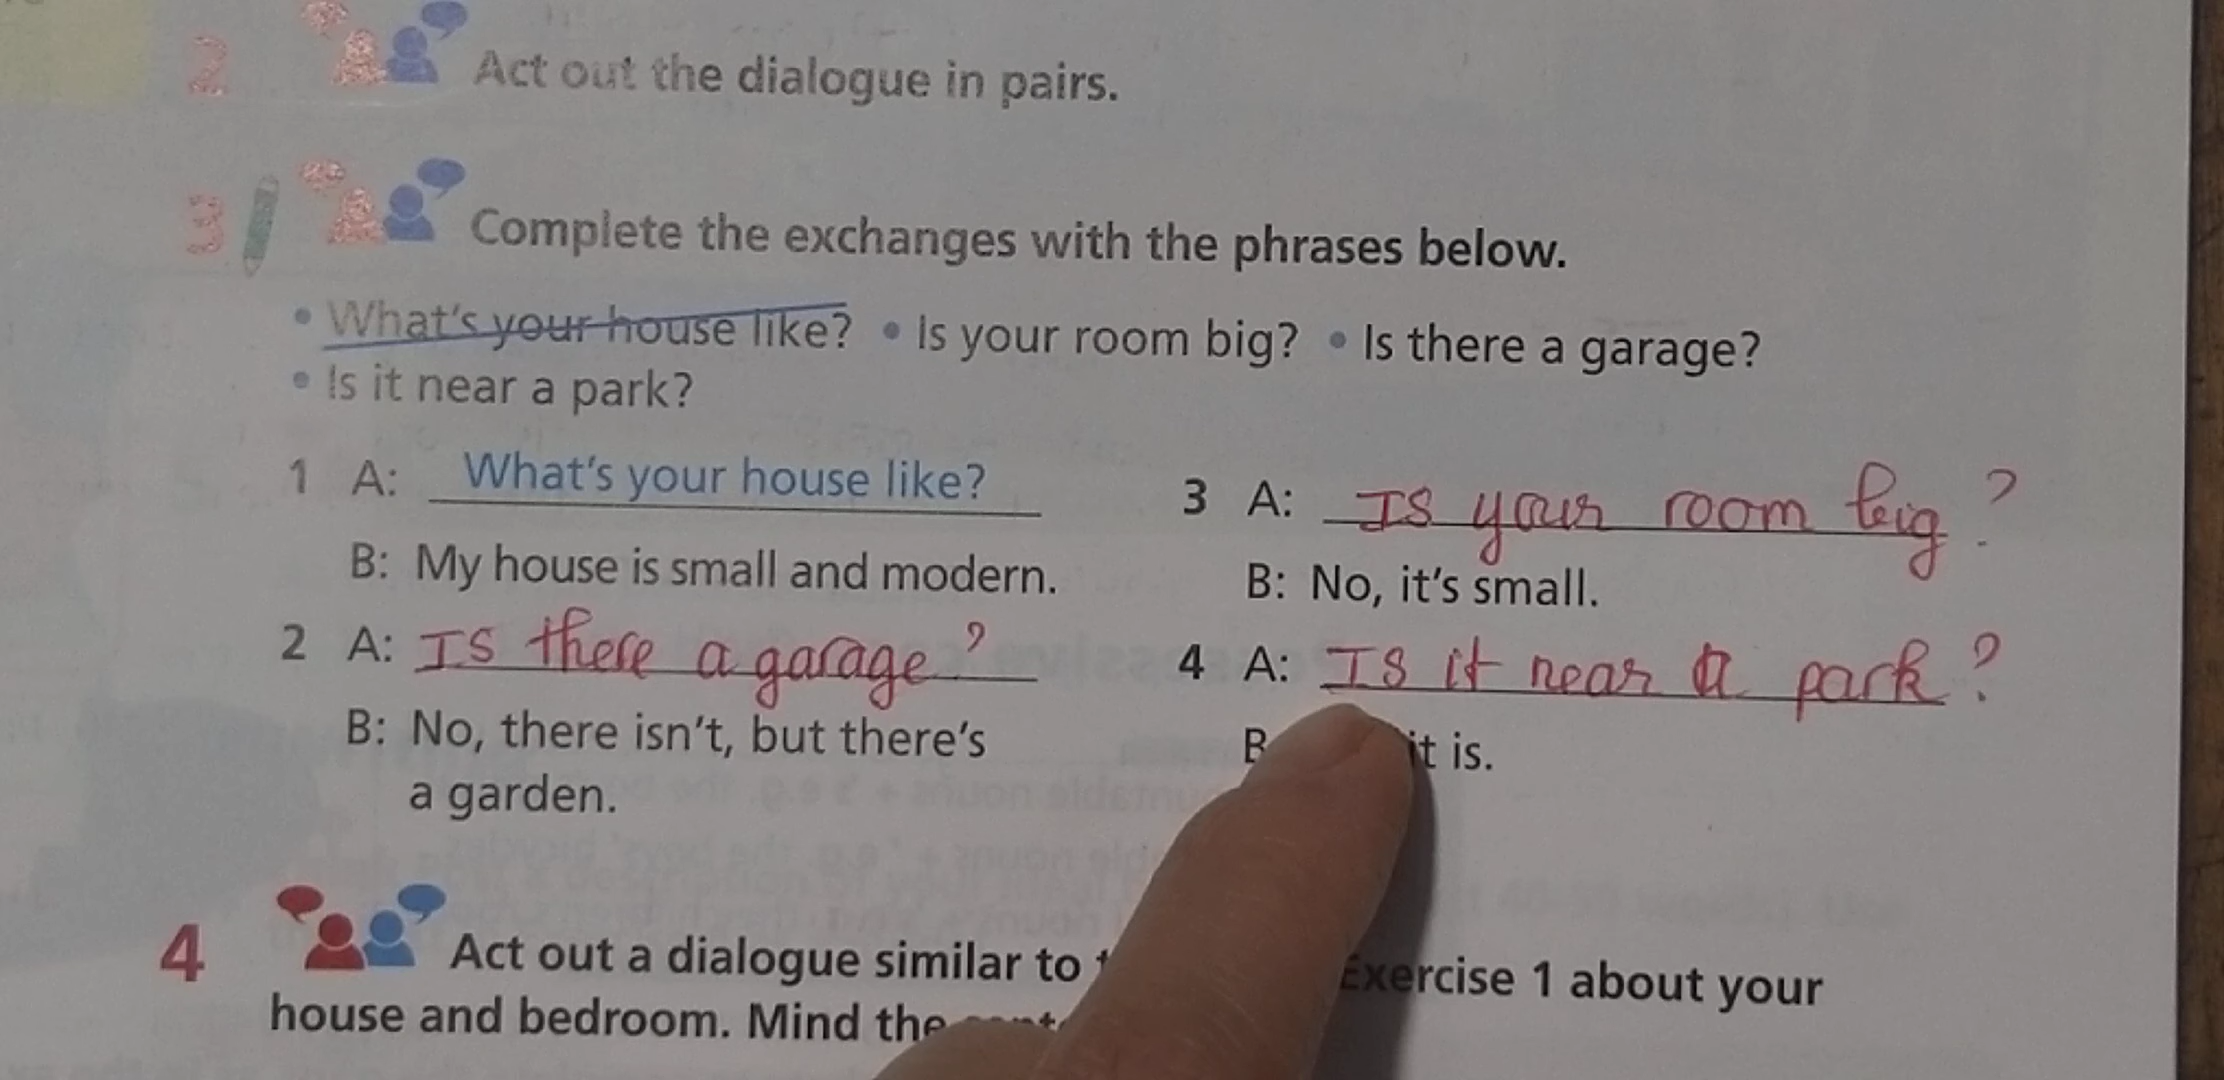 2 Act out the dialogue in pairs.
3 Complete the exchanges with the phrases below.
• What's your house like? • Is your room big? • Is there a garage?
• Is it near a park?
1 A: What's your house like?
B: My house is small and modern.
2 A: Is there a garage?
B: No, there isn't, but there's
a garden.
3 A: Is your room big?
B: No, it's small.
4 A: Is it near a park?
B it is.
4 Act out a dialogue similar to Exercise 1 about your
house and bedroom. Mind the